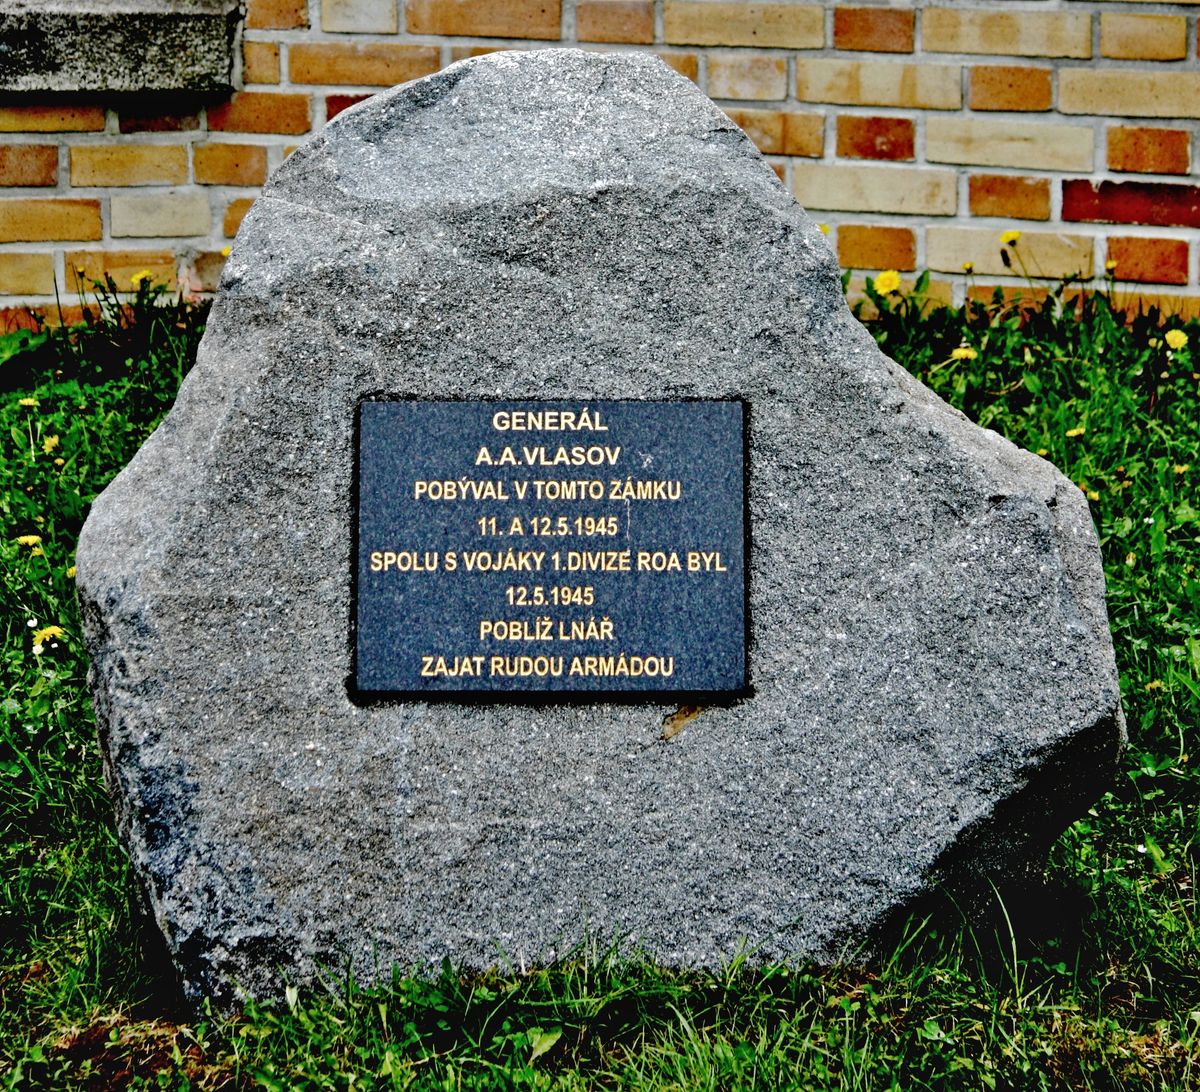 GENERÁL
A.A.VLASOV
POBÝVAL V TOMTO ZÁMKU
11. A 12.5.1945
SPOLU S VOJÁKY 1.DIVIZE ROA BYL
12.5.1945
POBLÍŽ LNÁŘ
ZAJAT RUDOU ARMÁDOU